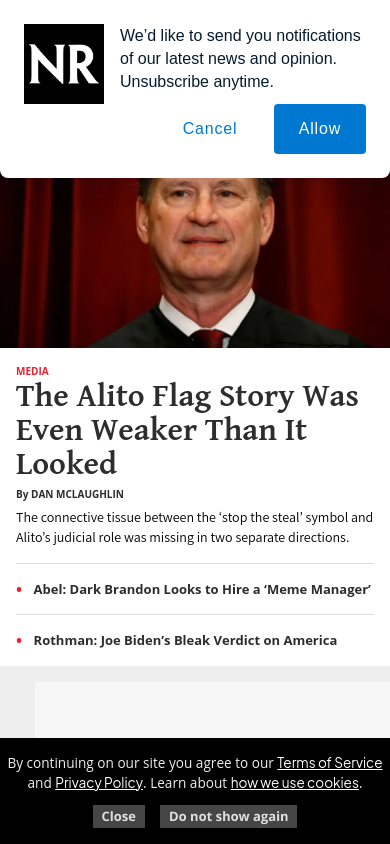 NR
We’d like to send you notifications
of our latest news and opinion.
Unsubscribe anytime.
Cancel
Allow
MEDIA
The Alito Flag Story Was
Even Weaker Than It
Looked
By DAN MCLAUGHLIN
The connective tissue between the ‘stop the steal’ symbol and
Alito’s judicial role was missing in two separate directions.
• Abel: Dark Brandon Looks to Hire a ‘Meme Manager’
• Rothman: Joe Biden’s Bleak Verdict on America
By continuing on our site you agree to our Terms of Service
and Privacy Policy. Learn about how we use cookies.
Close
Do not show again